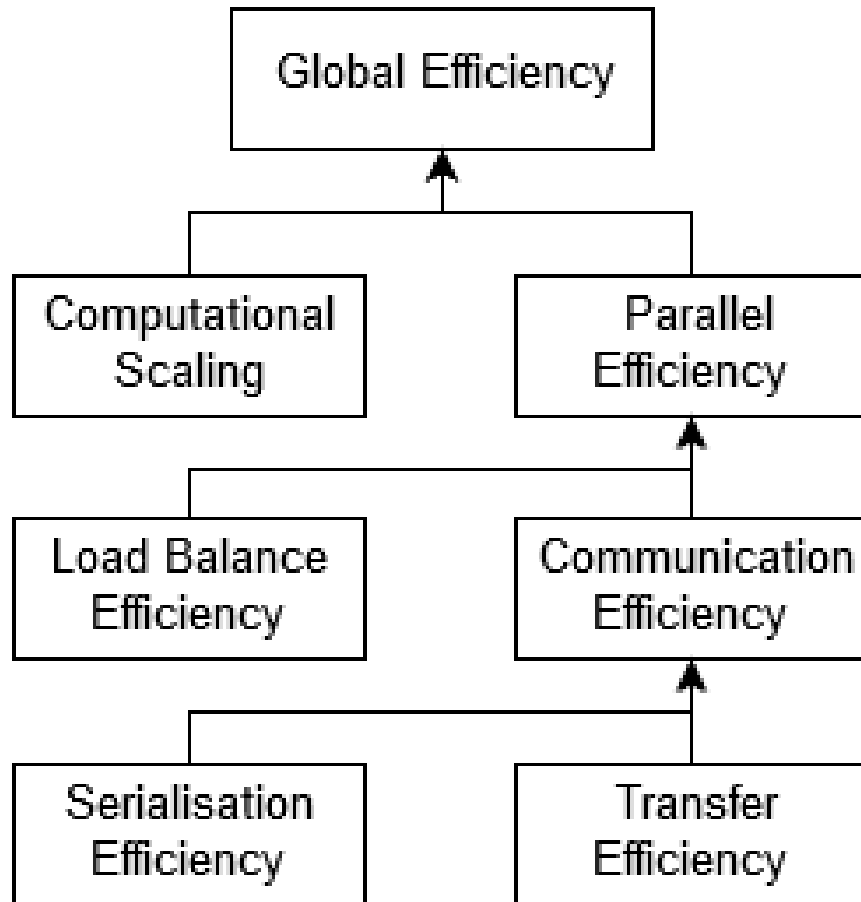 Global Efficiency
Computational
Scaling
Parallel
Efficiency
Load Balance
Efficiency
Communication
Efficiency
Serialisation
Efficiency
Transfer
Efficiency